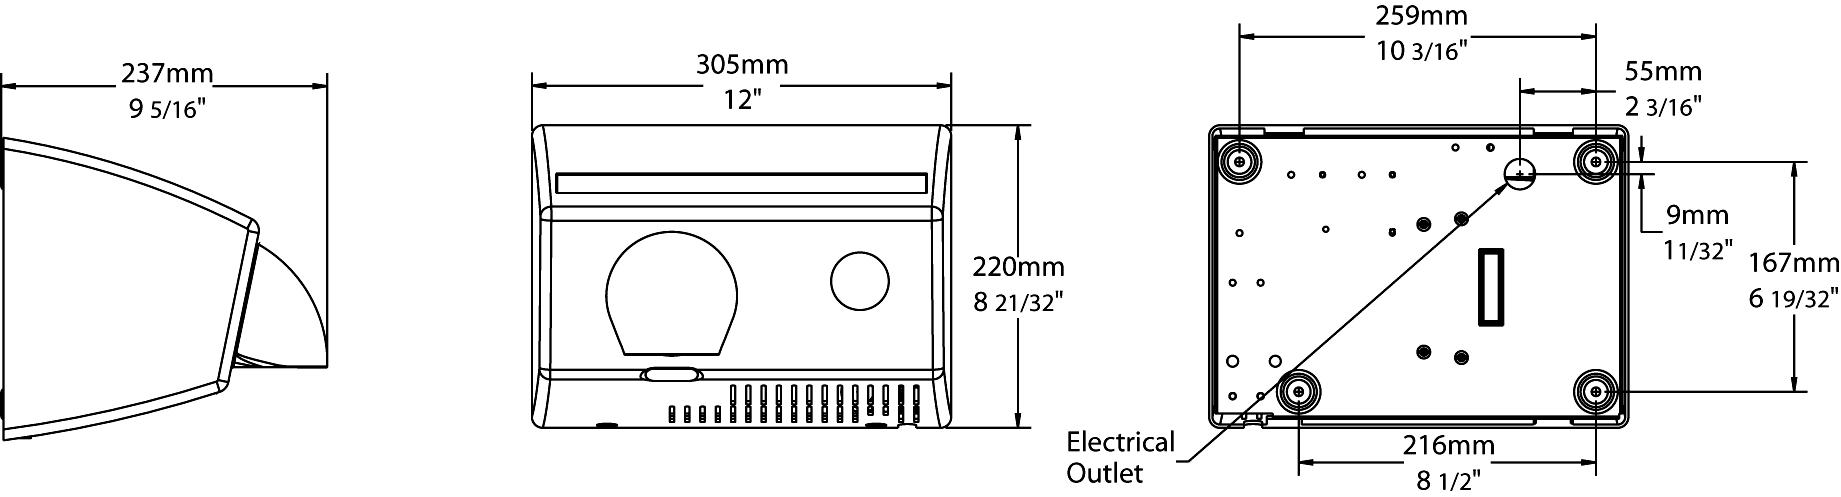 237mm
9 5/16"
305mm
12"
220mm
8 21/32"
259mm
10 3/16"
55mm
2 3/16"
9mm
11/32"
167mm
6 19/32"
Electrical
Outlet
216mm
8 1/2"